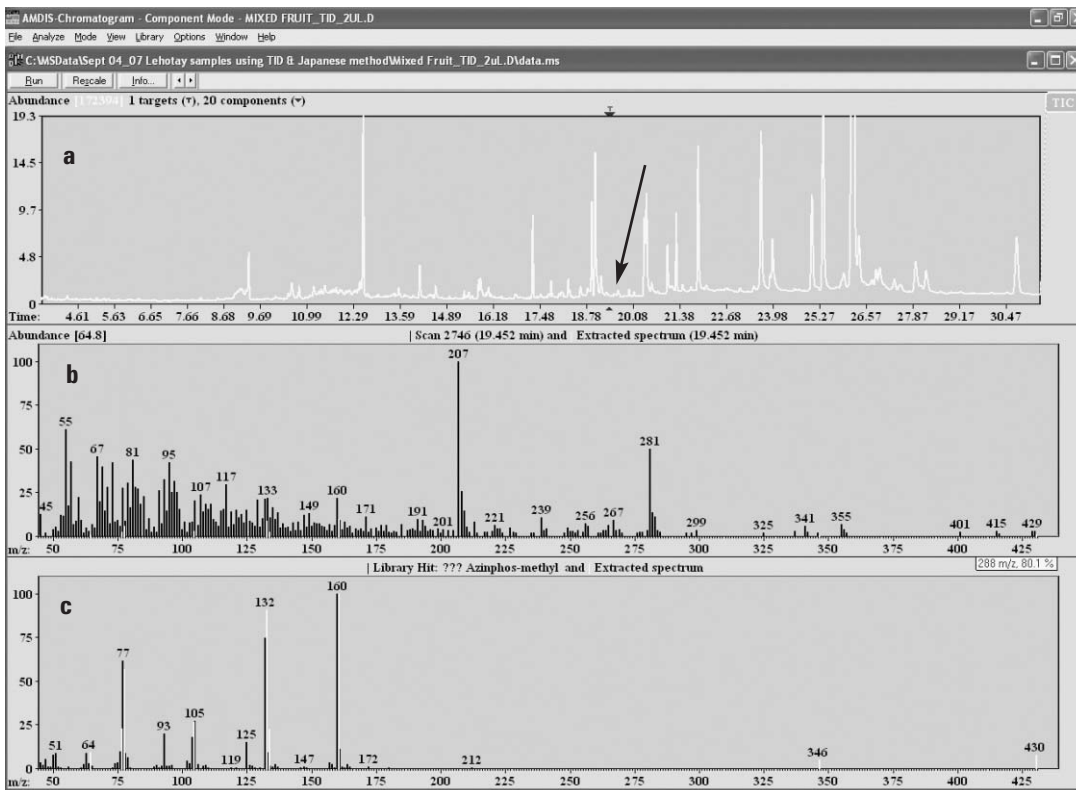 AMDIS-Chromatogram - Component Mode - MIXED FRUIT_TID_2UL.D
File Analyze Mode View Library Options Window Help
C:\MSData\Sept 04_07 Lehotay samples using TID & Japanese method\Mixed Fruit_TID_2uL.D\data.ms
Run Rescale Info...
Abundance [172394] 1 targets (T), 20 components (▾) TIC
T
19.3
a
14.5
9.7
4.8
0
Time: 4.61 5.63 6.65 7.66 8.68 9.69 10.99 12.29 13.59 14.89 16.18 17.48 18.78 20.08 21.38 22.68 23.98 25.27 26.57 27.87 29.17 30.47
Abundance [64.8] | Scan 2746 (19.452 min) and Extracted spectrum (19.452 min)
100 207
b
75
55
50 67 81 95 281
107 117
25 45 133 149 160 171 191 201 221 239 256 267 299 325 341 355 401 415 429
0
m/z: 50 75 100 125 150 175 200 225 250 275 300 325 350 375 400 425
| Library Hit: ??? Azinphos-methyl and Extracted spectrum 288 m/z, 80.1 %
100 132 160
c
75
77
50
105
25 51 64 93 119 125 147 172 212 346 430
0
m/z: 50 75 100 125 150 175 200 225 250 275 300 325 350 375 400 425